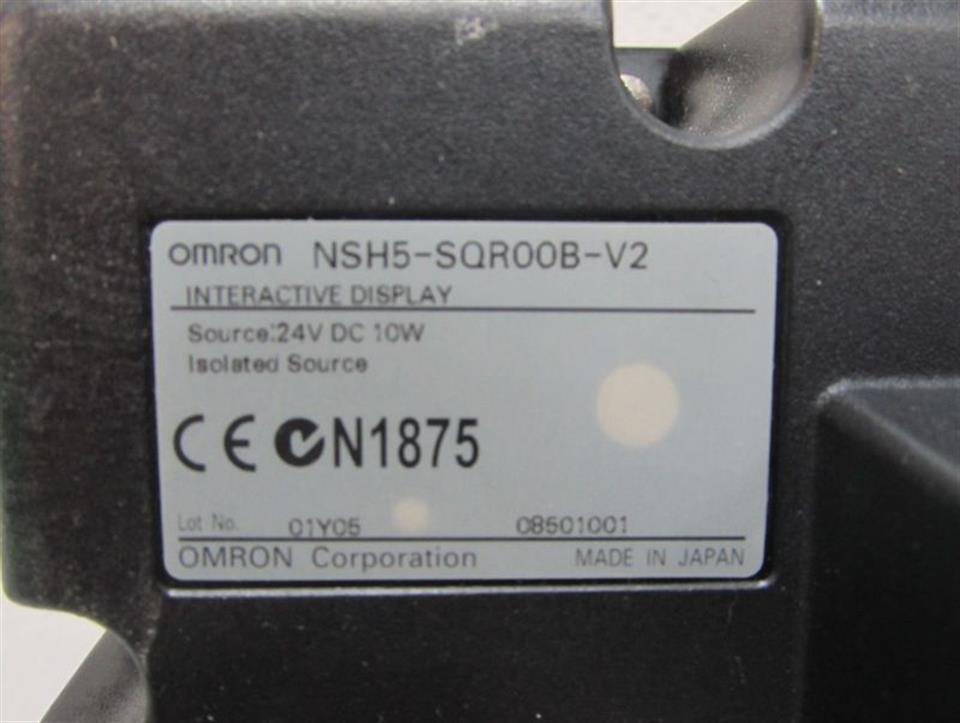 OMRON NSH5-SQR00B-V2
INTERACTIVE DISPLAY
Source:24V DC 10W
Isolated Source
CE N1875
Lot No. 01Y05 08501001
OMRON Corporation MADE IN JAPAN